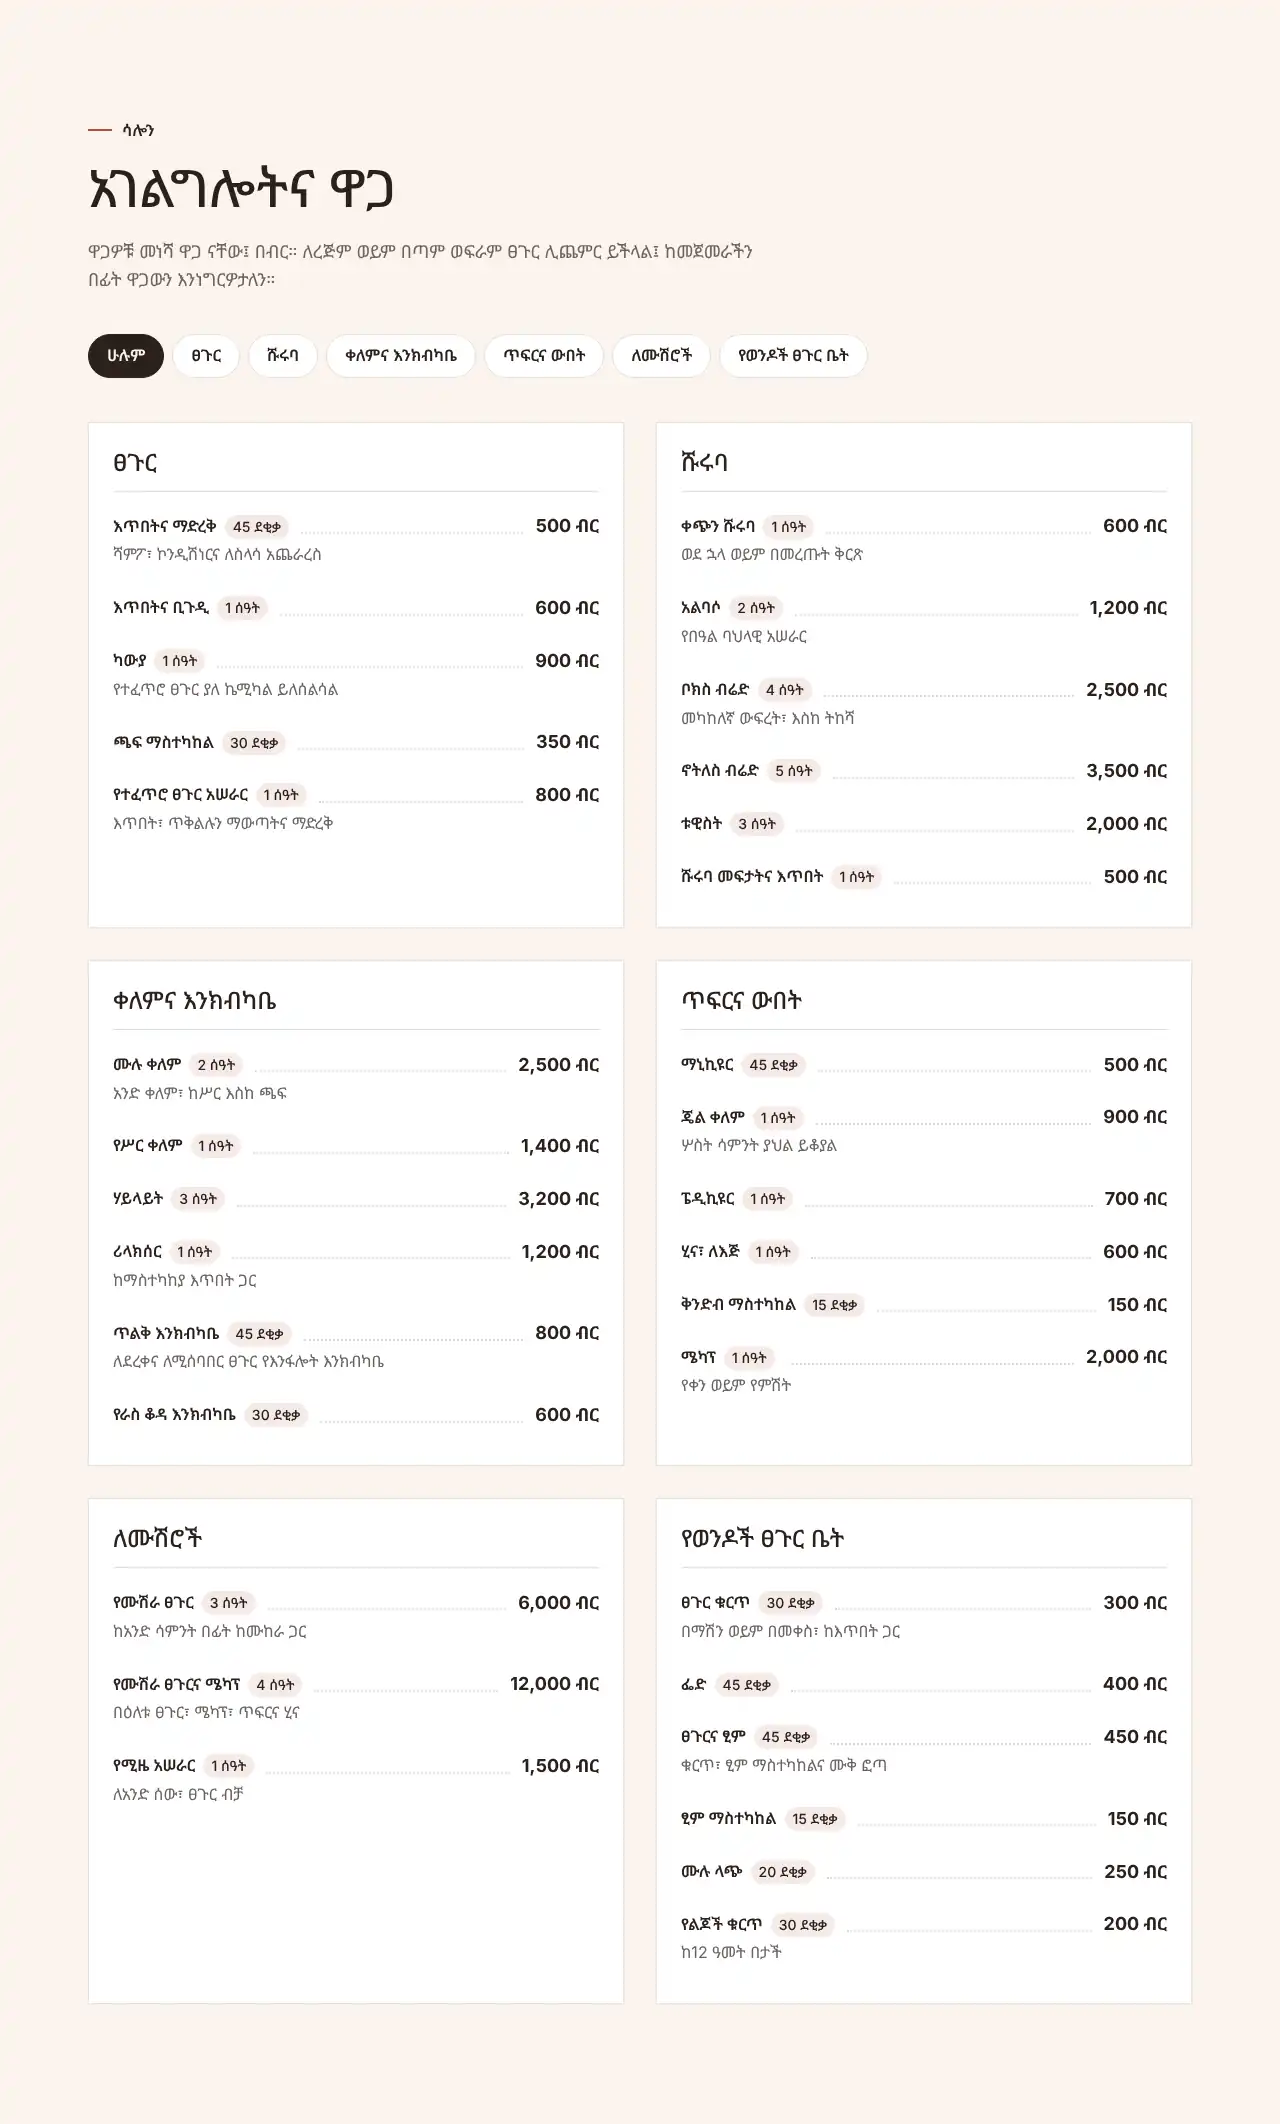 ሳሎን
አገልግሎትና ዋጋ
ዋጋዎቹ መነሻ ዋጋ ናቸው፤ በብር። ለረጅም ወይም በጣም ወፍራም ፀጉር ሊጨምር ይችላል፤ ከመጀመራችን
በፊት ዋጋውን እንነግርዎታለን።
ሁሉም ፀጉር ሹሩባ ቀለምና እንክብካቤ ጥፍርና ውበት ለሙሽሮች የወንዶች ፀጉር ቤት
ፀጉር
እጥበትና ማድረቅ 45 ደቂቃ 500 ብር
ሻምፖ፣ ኮንዲሽነርና ለስላሳ አጨራረስ
እጥበትና ቢጉዲ 1 ሰዓት 600 ብር
ካውያ 1 ሰዓት 900 ብር
የተፈጥሮ ፀጉር ያለ ኬሚካል ይለሰልሳል
ጫፍ ማስተካከል 30 ደቂቃ 350 ብር
የተፈጥሮ ፀጉር አሠራር 1 ሰዓት 800 ብር
እጥበት፣ ጥቅልሉን ማውጣትና ማድረቅ
ሹሩባ
ቀጭን ሹሩባ 1 ሰዓት 600 ብር
ወደ ኋላ ወይም በመረጡት ቅርጽ
አልባሶ 2 ሰዓት 1,200 ብር
የበዓል ባህላዊ አሠራር
ቦክስ ብሬድ 4 ሰዓት 2,500 ብር
መካከለኛ ውፍረት፣ እስከ ትከሻ
ኖትለስ ብሬድ 5 ሰዓት 3,500 ብር
ቱዊስት 3 ሰዓት 2,000 ብር
ሹሩባ መፍታትና እጥበት 1 ሰዓት 500 ብር
ቀለምና እንክብካቤ
ሙሉ ቀለም 2 ሰዓት 2,500 ብር
አንድ ቀለም፣ ከሥር እስከ ጫፍ
የሥር ቀለም 1 ሰዓት 1,400 ብር
ሃይላይት 3 ሰዓት 3,200 ብር
ሪላክሰር 1 ሰዓት 1,200 ብር
ከማስተካከያ እጥበት ጋር
ጥልቅ እንክብካቤ 45 ደቂቃ 800 ብር
ለደረቀና ለሚሰባበር ፀጉር የእንፋሎት እንክብካቤ
የራስ ቆዳ እንክብካቤ 30 ደቂቃ 600 ብር
ጥፍርና ውበት
ማኒኪዩር 45 ደቂቃ 500 ብር
ጄል ቀለም 1 ሰዓት 900 ብር
ሦስት ሳምንት ያህል ይቆያል
ፔዲኪዩር 1 ሰዓት 700 ብር
ሂና፣ ለእጅ 1 ሰዓት 600 ብር
ቅንድብ ማስተካከል 15 ደቂቃ 150 ብር
ሜካፕ 1 ሰዓት 2,000 ብር
የቀን ወይም የምሽት
ለሙሽሮች
የሙሽራ ፀጉር 3 ሰዓት 6,000 ብር
ከአንድ ሳምንት በፊት ከሙከራ ጋር
የሙሽራ ፀጉርና ሜካፕ 4 ሰዓት 12,000 ብር
በዕለቱ ፀጉር፣ ሜካፕ፣ ጥፍርና ሂና
የሚዜ አሠራር 1 ሰዓት 1,500 ብር
ለአንድ ሰው፣ ፀጉር ብቻ
የወንዶች ፀጉር ቤት
ፀጉር ቁርጥ 30 ደቂቃ 300 ብር
በማሽን ወይም በመቀስ፣ ከእጥበት ጋር
ፌድ 45 ደቂቃ 400 ብር
ፀጉርና ፂም 45 ደቂቃ 450 ብር
ቁርጥ፣ ፂም ማስተካከልና ሙቅ ፎጣ
ፂም ማስተካከል 15 ደቂቃ 150 ብር
ሙሉ ላጭ 20 ደቂቃ 250 ብር
የልጆች ቁርጥ 30 ደቂቃ 200 ብር
ከ12 ዓመት በታች